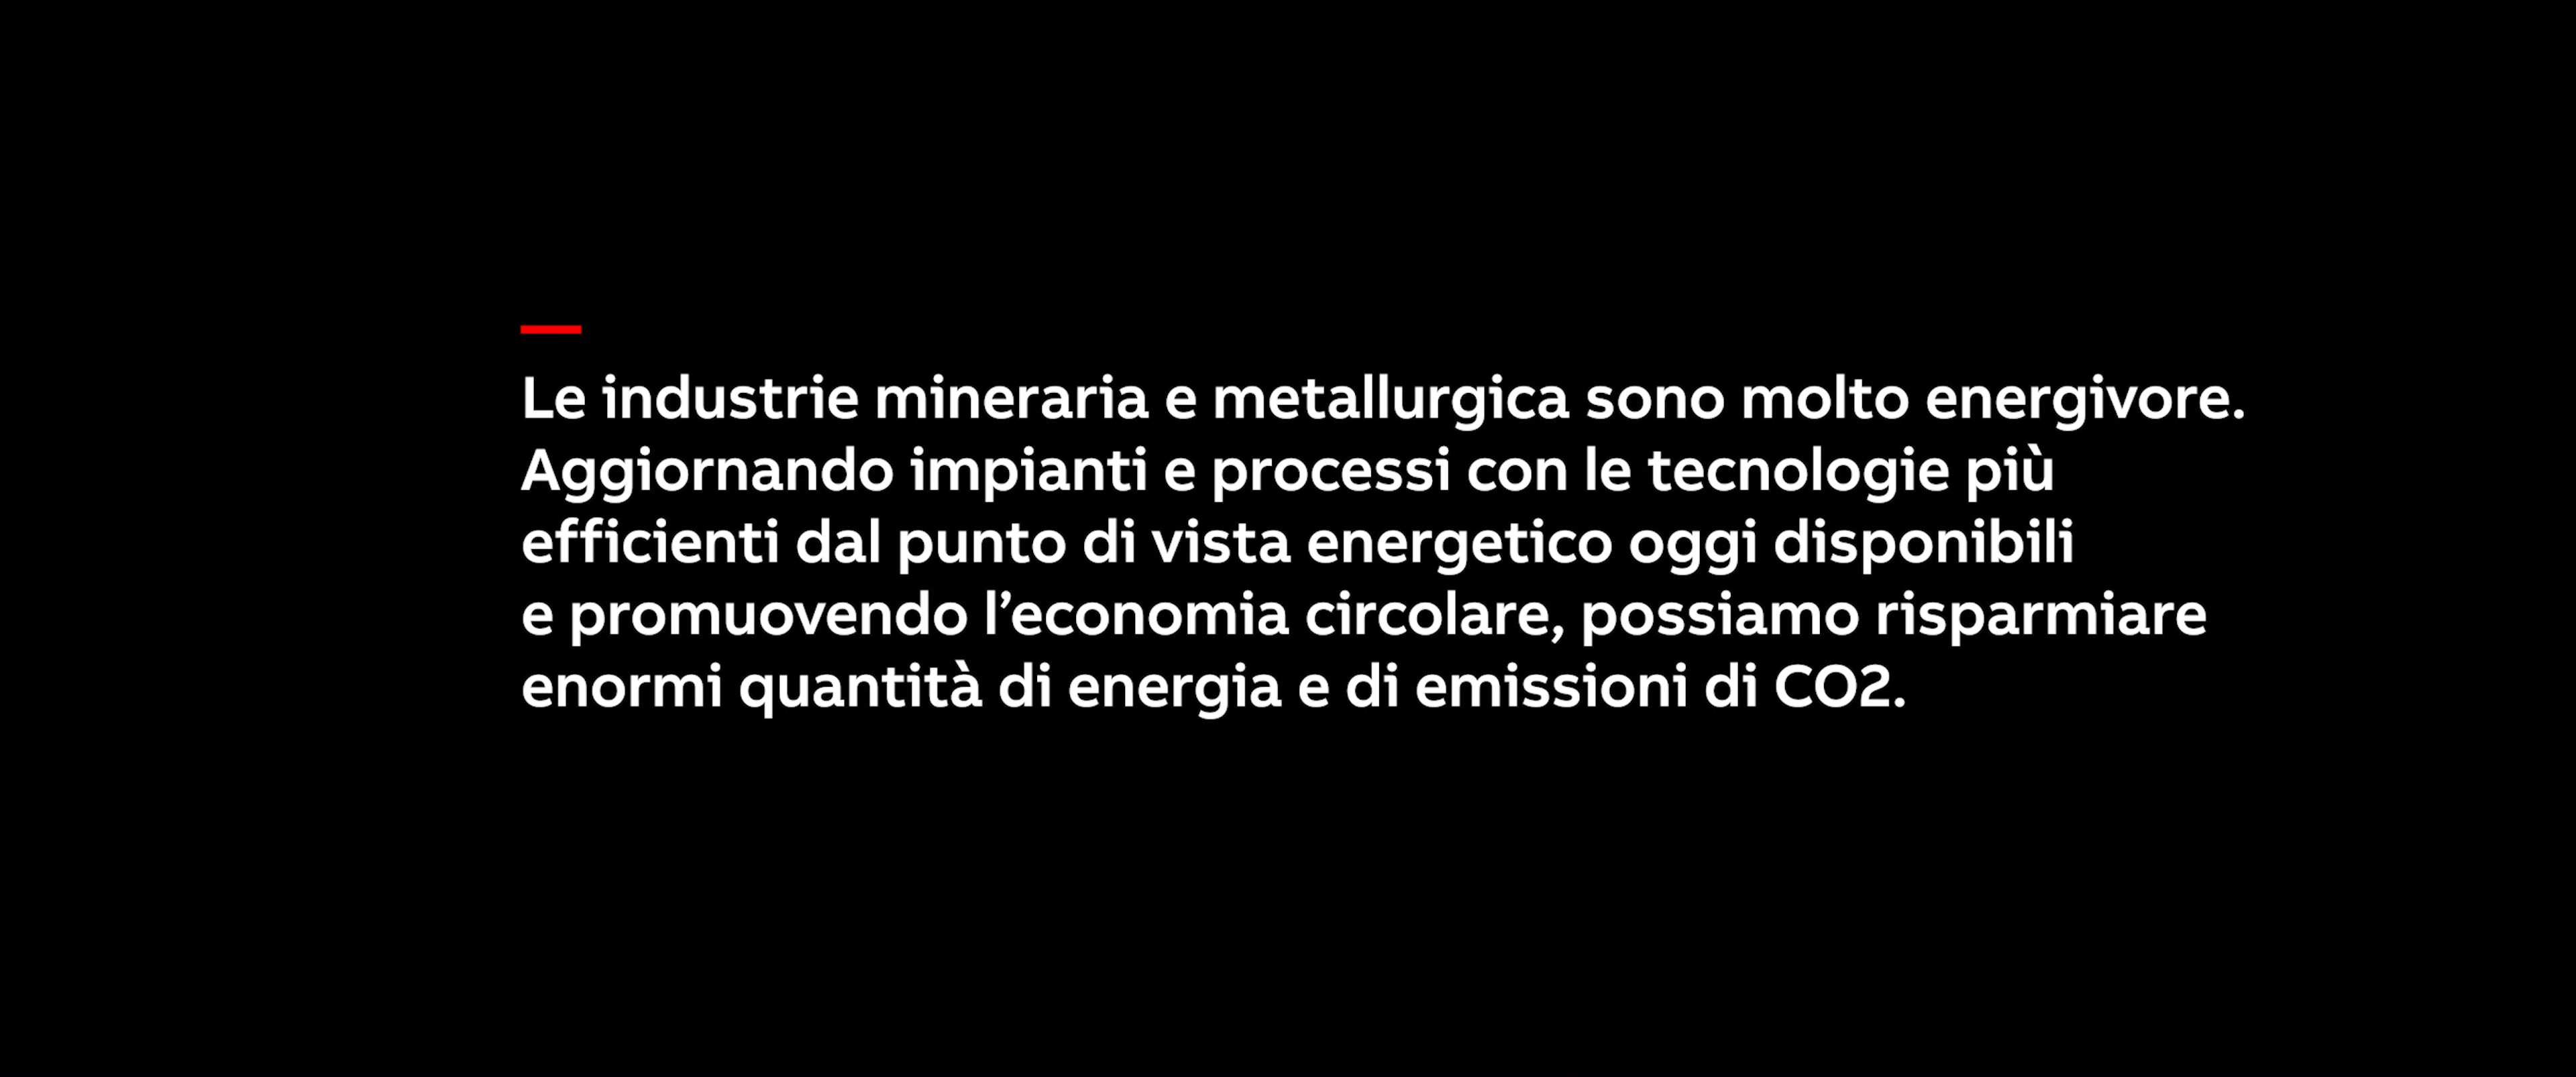 Le industrie mineraria e metallurgica sono molto energivore.
Aggiornando impianti e processi con le tecnologie più
efficienti dal punto di vista energetico oggi disponibili
e promuovendo l’economia circolare, possiamo risparmiare
enormi quantità di energia e di emissioni di CO2.